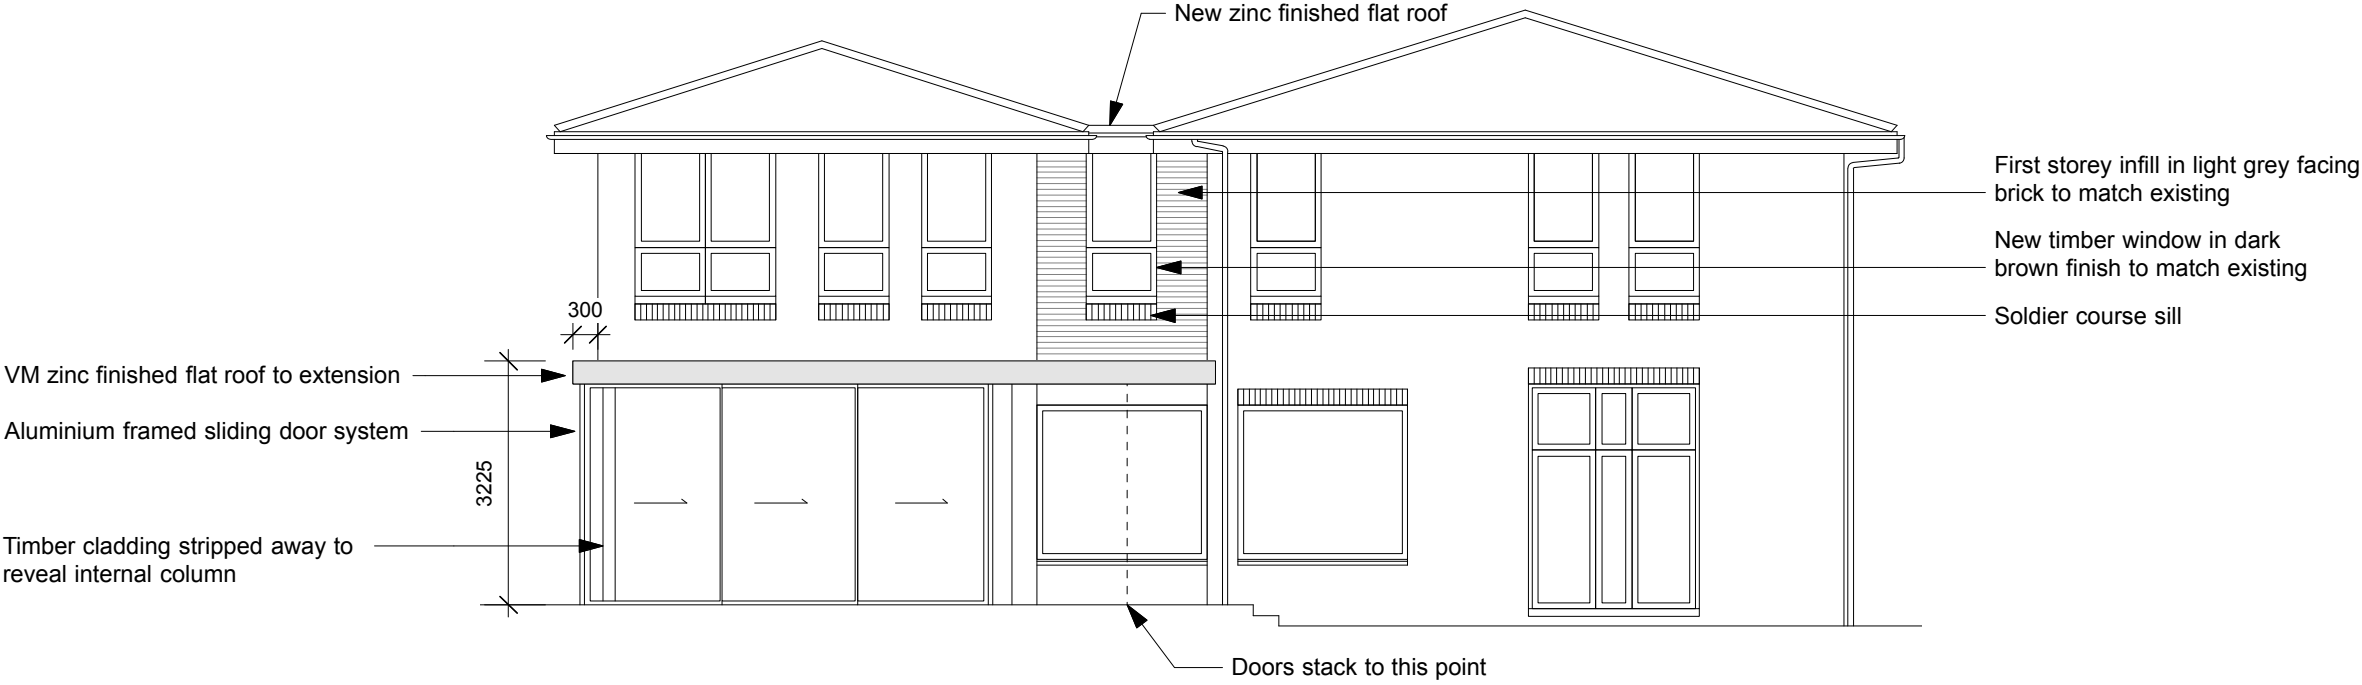 New zinc finished flat roof
First storey infill in light grey facing
brick to match existing
New timber window in dark
brown finish to match existing
300
Soldier course sill
VM zinc finished flat roof to extension
Aluminium framed sliding door system
3225
Timber cladding stripped away to
reveal internal column
Doors stack to this point